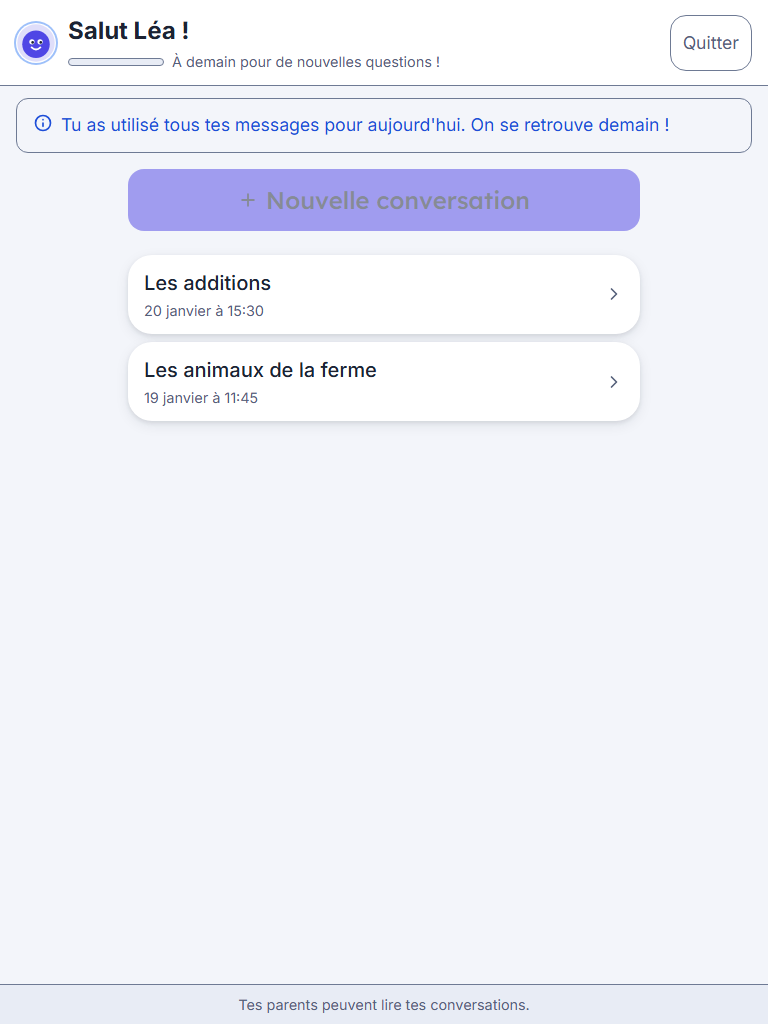 Salut Léa !
À demain pour de nouvelles questions !
Quitter
Tu as utilisé tous tes messages pour aujourd'hui. On se retrouve demain !
+ Nouvelle conversation
Les additions
20 janvier à 15:30
Les animaux de la ferme
19 janvier à 11:45
Tes parents peuvent lire tes conversations.